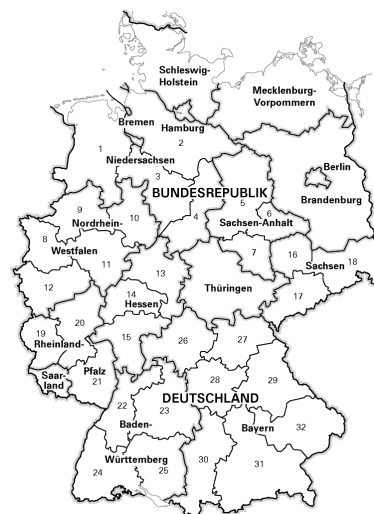 Schleswig-
Holstein
Mecklenburg-
Vorpommern
Bremen
Hamburg
1
2
Niedersachsen
3
Berlin
BUNDESREPUBLIK
Brandenburg
9
10
4
5
6
Nordrhein-
Sachsen-Anhalt
8
Westfalen
7
16
18
11
13
Sachsen
12
14
Hessen
Thüringen
17
19
20
15
26
27
Rheinland-
Saar-
land
Pfalz
21
28
29
DEUTSCHLAND
22
23
Baden-
Bayern
32
Württemberg
24
25
30
31